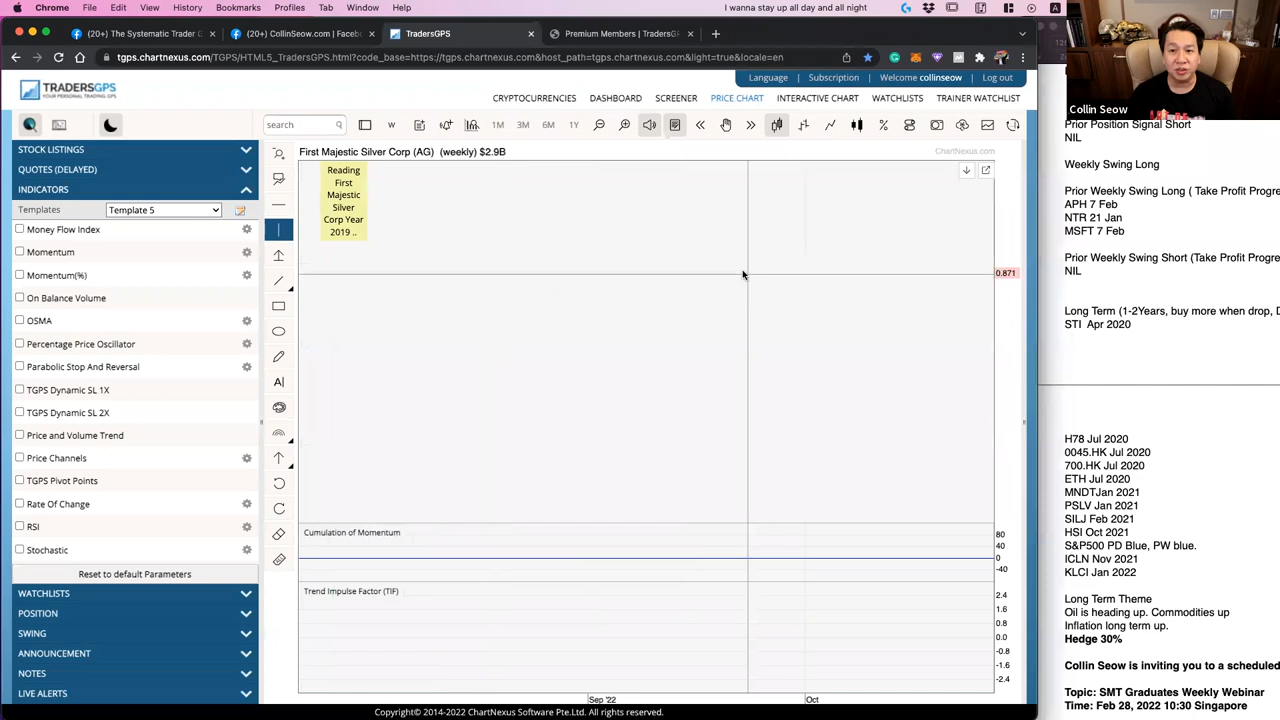 Chrome File Edit View History Bookmarks Profiles Tab Window Help I wanna stay up all day and all night
(20+) The Systematic Trader G
(20+) CollinSeow.com | Faceb
TradersGPS
Premium Members | TradersGP
tgps.chartnexus.com/TGPS/HTML5_TradersGPS.html?code_base=https://tgps.chartnexus.com&host_path=tgps.chartnexus.com&light=true&locale=en
TRADERSGPS
YOUR PERSONAL TRADING GPS
Language Subscription Welcome collinseow Log out
CRYPTOCURRENCIES DASHBOARD SCREENER PRICE CHART INTERACTIVE CHART WATCHLISTS TRAINER WATCHLIST
search W 1M 3M 6M 1Y
STOCK LISTINGS
QUOTES (DELAYED)
INDICATORS
Templates Template 5
Money Flow Index
Momentum
Momentum(%)
On Balance Volume
OSMA
Percentage Price Oscillator
Parabolic Stop And Reversal
TGPS Dynamic SL 1X
TGPS Dynamic SL 2X
Price and Volume Trend
Price Channels
TGPS Pivot Points
Rate Of Change
RSI
Stochastic
Reset to default Parameters
WATCHLISTS
POSITION
SWING
ANNOUNCEMENT
NOTES
LIVE ALERTS
First Majestic Silver Corp (AG) (weekly) $2.9B
ChartNexus.com
Reading
First
Majestic
Silver
Corp Year
2019 ..
0.871
Cumulation of Momentum
80
40
0
-40
Trend Impulse Factor (TIF)
2.4
1.6
0.8
0.0
-0.8
-1.6
-2.4
Sep '22 Oct
Copyright© 2014-2022 ChartNexus Software Pte.Ltd. All rights reserved.
Collin Seow
Prior Position Signal Short
NIL
Weekly Swing Long
Prior Weekly Swing Long ( Take Profit Progre
APH 7 Feb
NTR 21 Jan
MSFT 7 Feb
Prior Weekly Swing Short (Take Profit Progre
NIL
Long Term (1-2Years, buy more when drop, D
STI Apr 2020
H78 Jul 2020
0045.HK Jul 2020
700.HK Jul 2020
ETH Jul 2020
MNDTJan 2021
PSLV Jan 2021
SILJ Feb 2021
HSI Oct 2021
S&P500 PD Blue, PW blue.
ICLN Nov 2021
KLCI Jan 2022
Long Term Theme
Oil is heading up. Commodities up
Inflation long term up.
Hedge 30%
Collin Seow is inviting you to a scheduled
Topic: SMT Graduates Weekly Webinar
Time: Feb 28, 2022 10:30 Singapore